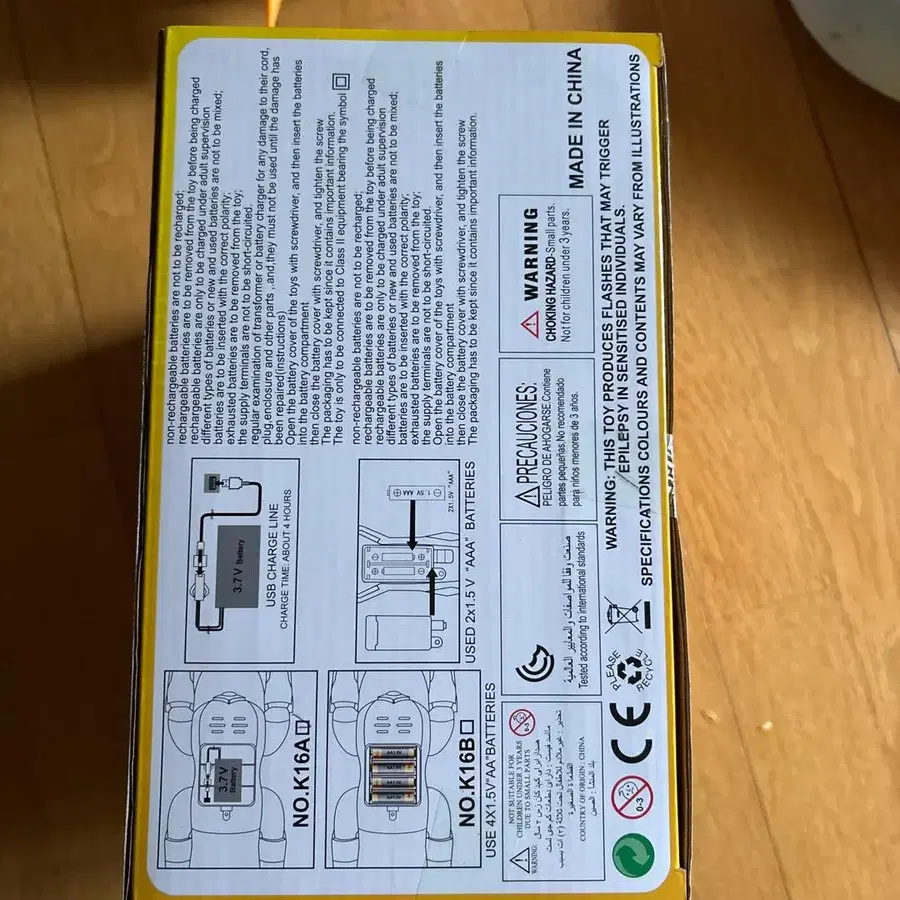 non-rechargeable batteries are not to be recharged;
rechargeable batteries are to be removed from the toy before being charged
rechargeable batteries are only to be charged under adult supervision
different types of batteries or new and used batteries are not to be mixed;
batteries are to be inserted with the correct polarity;
exhausted batteries are to be removed from the toy;
the supply terminals are not to be short-circuited
regular examination of transformer or battery charger for any damage to their cord,
plug,enclosure and other parts ,.and,they must not be used until the damage has
been repaired(instructions)
Open the battery cover of the toys with screwdriver, and then insert the batteries
into the battery compartment
then close the battery cover with screwdriver, and tighten the screw
The packaging has to be kept since it contains important information.
The toy is only to be connected to Class II equipment bearing the symbol
non-rechargeable batteries are not to be recharged;
rechargeable batteries are to be removed from the toy before being charged
rechargeable batteries are only to be charged under adult supervision
different types of batteries or new and used batteries are not to be mixed;
batteries are to be inserted with the correct polarity;
exhausted batteries are to be removed from the toy;
the supply terminals are not to be short-circuited.
Open the battery cover of the toys with screwdriver, and then insert the batteries
into the battery compartment
then close the battery cover with screwdriver, and tighten the screw
The packaging has to be kept since it contains important information.
3.7 V Battery
USB CHARGE LINE
CHARGE TIME: ABOUT 4 HOURS
1.5V AAA
2X1.5V "AAA"
USED 2x1.5 V "AAA" BATTERIES
3.7V
Battery
NO.K16A
NO.K16B
USE 4X1.5V"AA"BATTERIES
WARNING:
NOT SUITABLE FOR
CHILDREN UNDER 3 YEARS
DUE TO SMALL PARTS
0-3
COUNTRY OF ORIGIN : CHINA
بلد المنشأ : الصين
صنعت وفقا للمواصفات والمعايير العالمية
Tested according to international standards
PRECAUCIONES:
PELIGRO DE AHOGARSE.Contiene
partes pequeñas.No recomendado
para niños menores de 3 años.
WARNING
CHOKING HAZARD-Small parts.
Not for children under 3 years.
MADE IN CHINA
0-3
CE
PLEASE
RECYCLE
WARNING: THIS TOY PRODUCES FLASHES THAT MAY TRIGGER
EPILEPSY IN SENSITISED INDIVIDUALS.
SPECIFICATIONS COLOURS AND CONTENTS MAY VARY FROM ILLUSTRATIONS